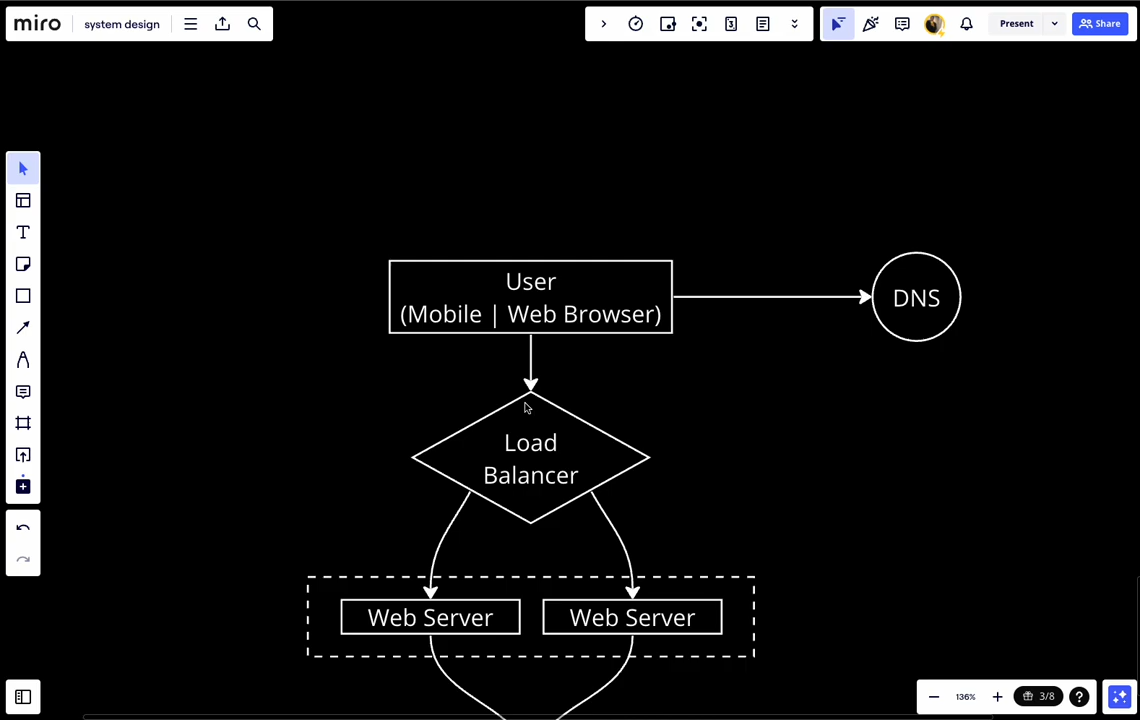 miro
system design
Present
Share
User
(Mobile | Web Browser)
DNS
Load
Balancer
Web Server
Web Server
136%
3/8